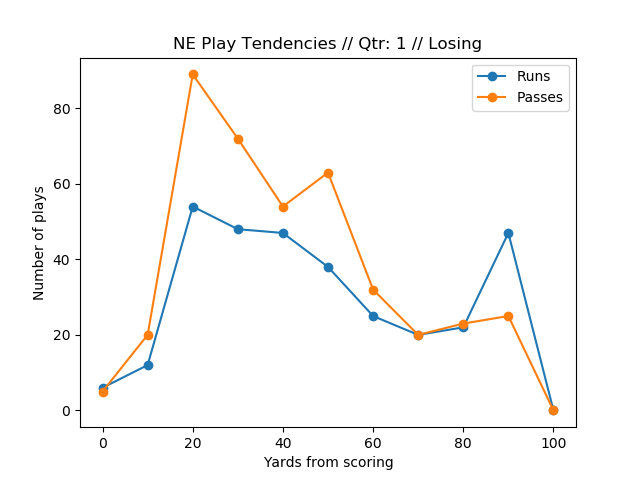 NE Play Tendencies // Qtr: 1 // Losing
Runs
Passes
Number of plays
80
60
40
20
0
0 20 40 60 80 100
Yards from scoring